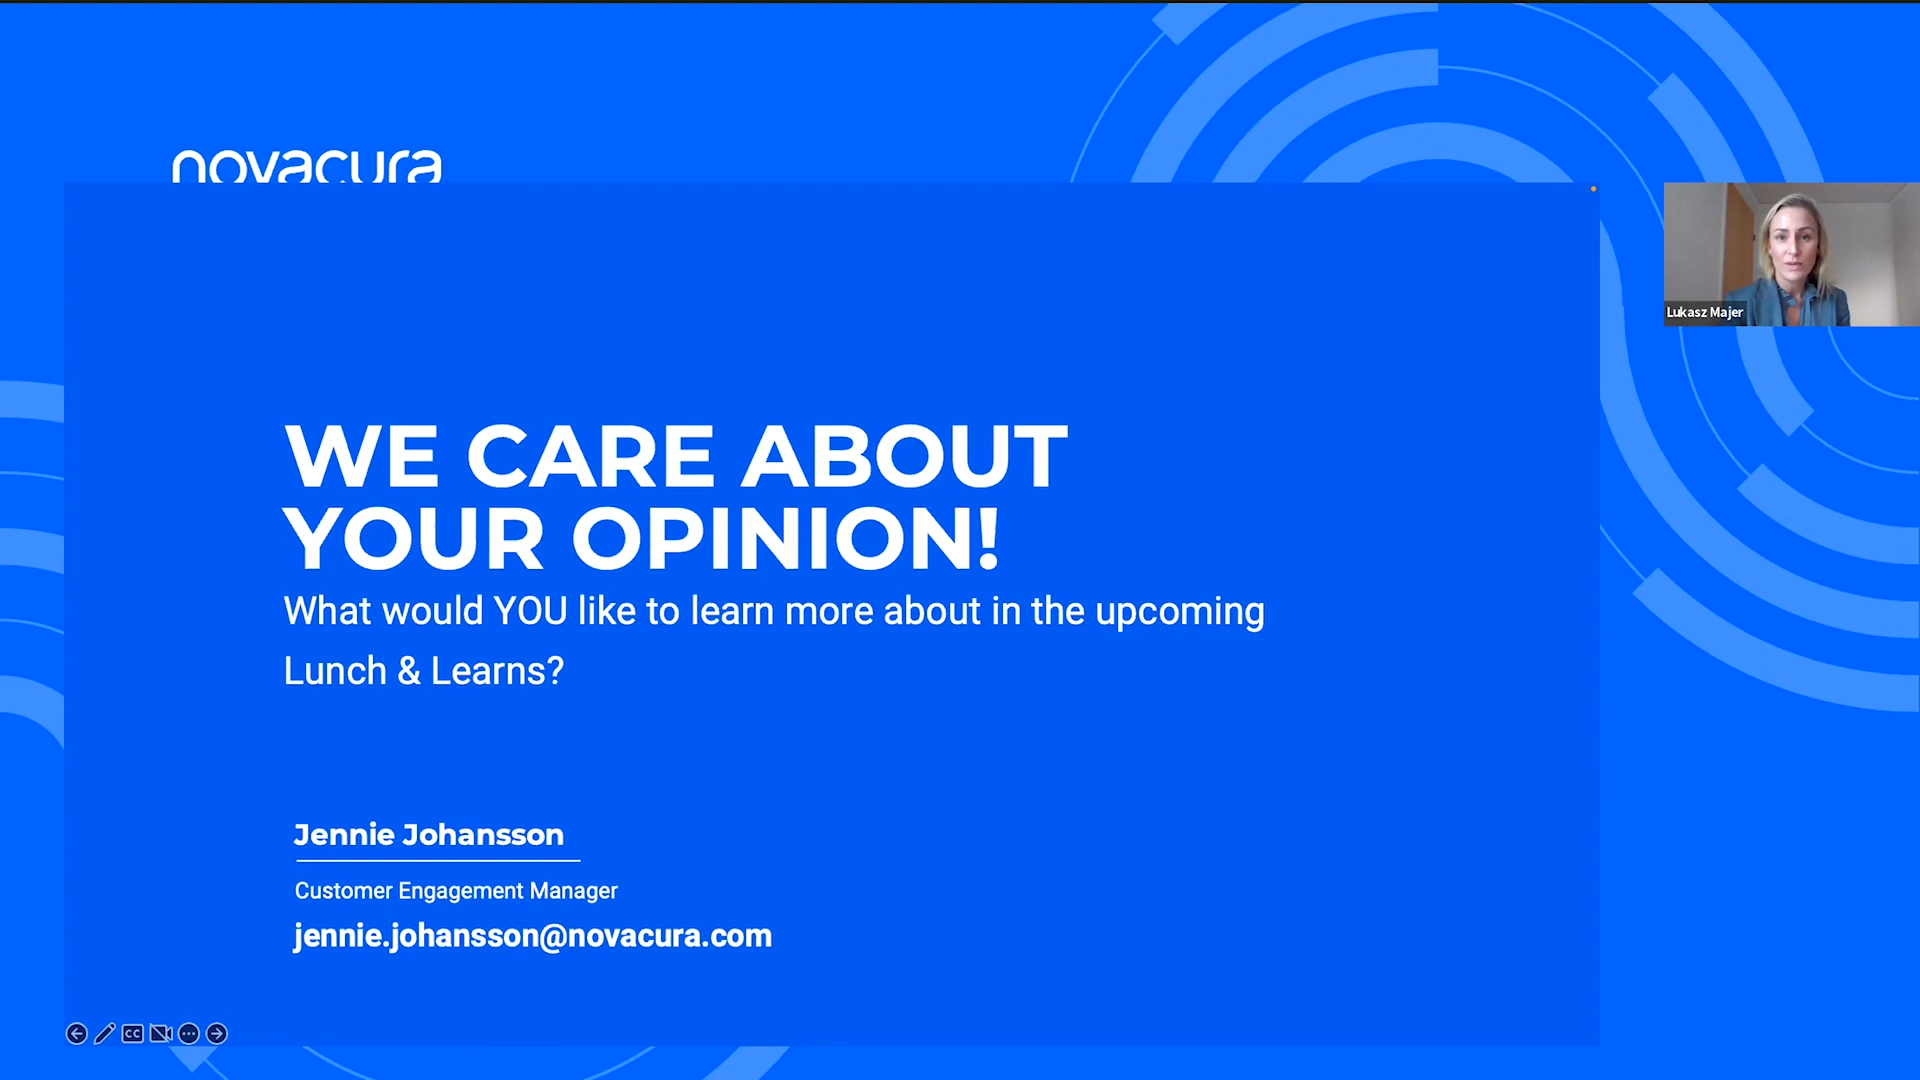 novacura
Lukasz Majer
WE CARE ABOUT
YOUR OPINION!
What would YOU like to learn more about in the upcoming
Lunch & Learns?
Jennie Johansson
Customer Engagement Manager
jennie.johansson@novacura.com
CC